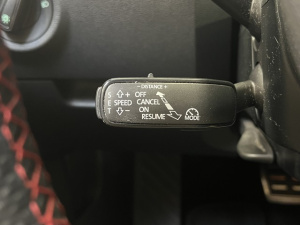 - DISTANCE +
S + OFF
E SPEED CANCEL
T - ON
RESUME MODE